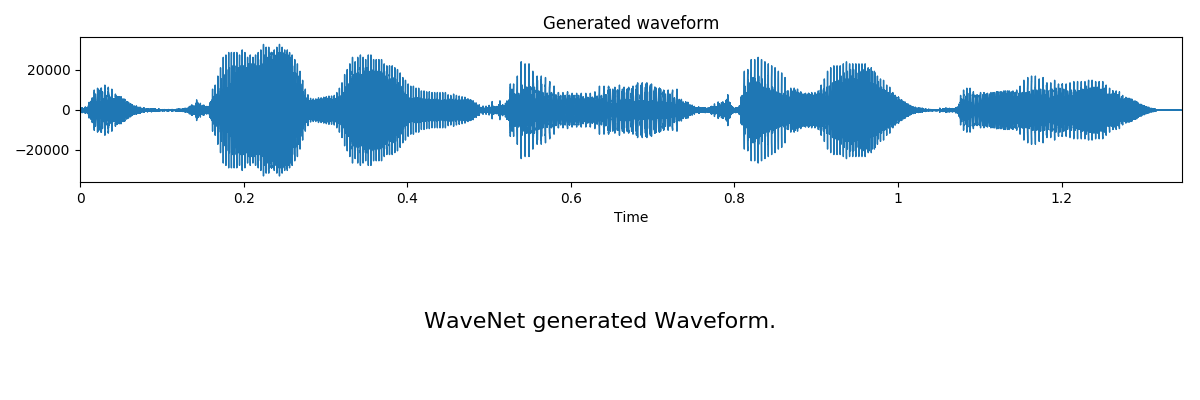 Generated waveform
20000
0
−20000
0 0.2 0.4 0.6 0.8 1 1.2
Time
WaveNet generated Waveform.